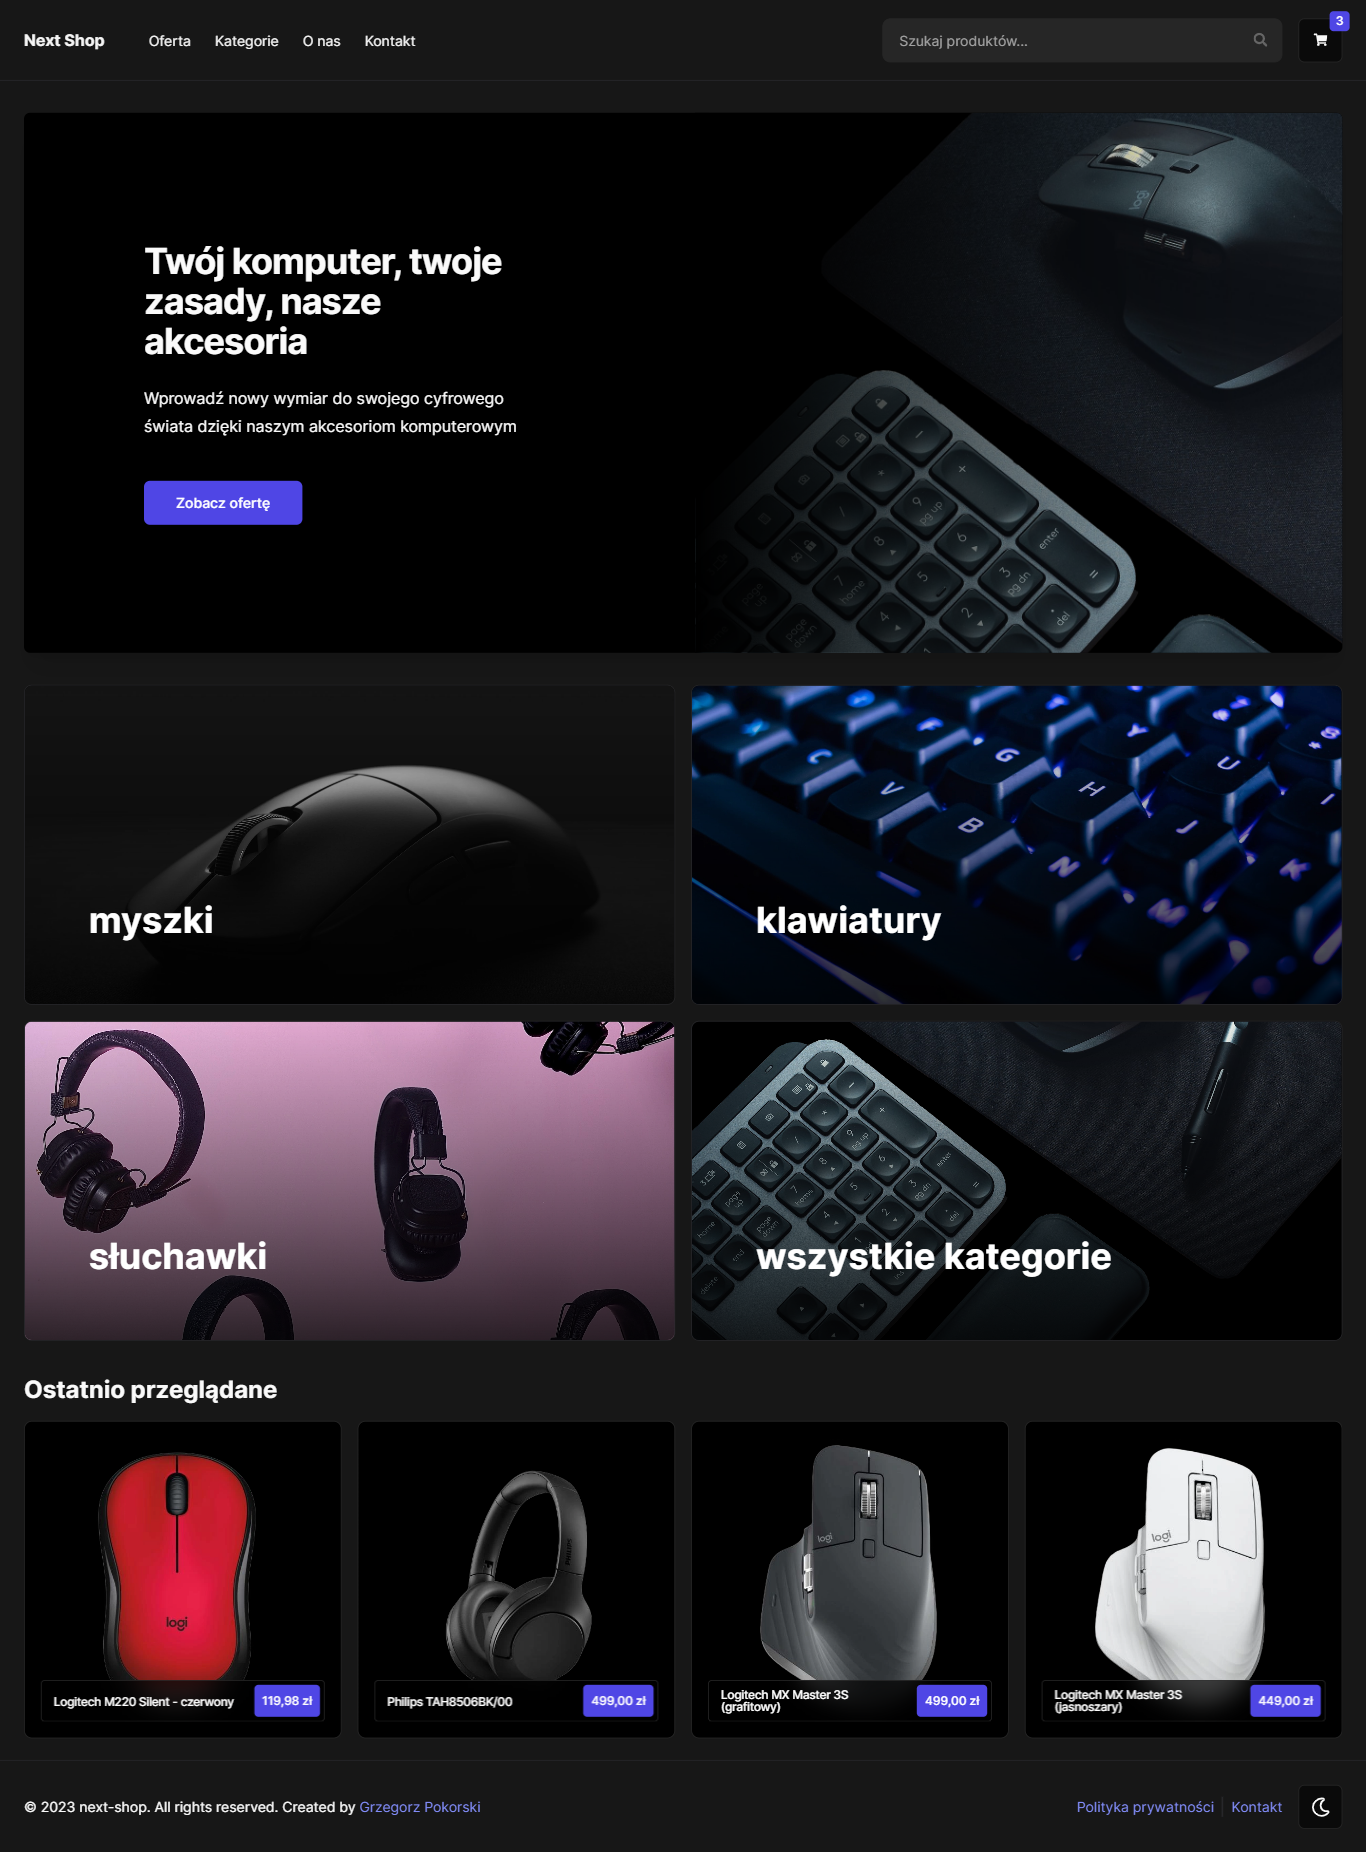 Next Shop
Oferta
Kategorie
O nas
Kontakt
Szukaj produktów...
3
Twój komputer, twoje
zasady, nasze
akcesoria
Wprowadź nowy wymiar do swojego cyfrowego
świata dzięki naszym akcesoriom komputerowym
Zobacz ofertę
myszki
klawiatury
słuchawki
wszystkie kategorie
Ostatnio przeglądane
logi
Logitech M220 Silent - czerwony
119,98 zł
PHILIPS
Philips TAH8506BK/00
499,00 zł
logi
Logitech MX Master 3S
(grafitowy)
499,00 zł
logi
Logitech MX Master 3S
(jasnoszary)
449,00 zł
© 2023 next-shop. All rights reserved. Created by Grzegorz Pokorski
Polityka prywatności
Kontakt